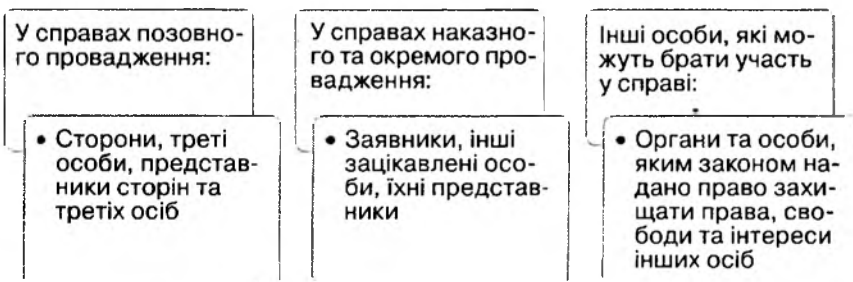 У справах позовно-
го провадження:
• Сторони, треті
особи, представ-
ники сторін та
третіх осіб
У справах наказно-
го та окремого про-
вадження:
• Заявники, інші
зацікавлені осо-
би, їхні представ-
ники
Інші особи, які мо-
жуть брати участь
у справі:
• Органи та особи,
яким законом на-
дано право захи-
щати права, сво-
боди та інтереси
інших осіб